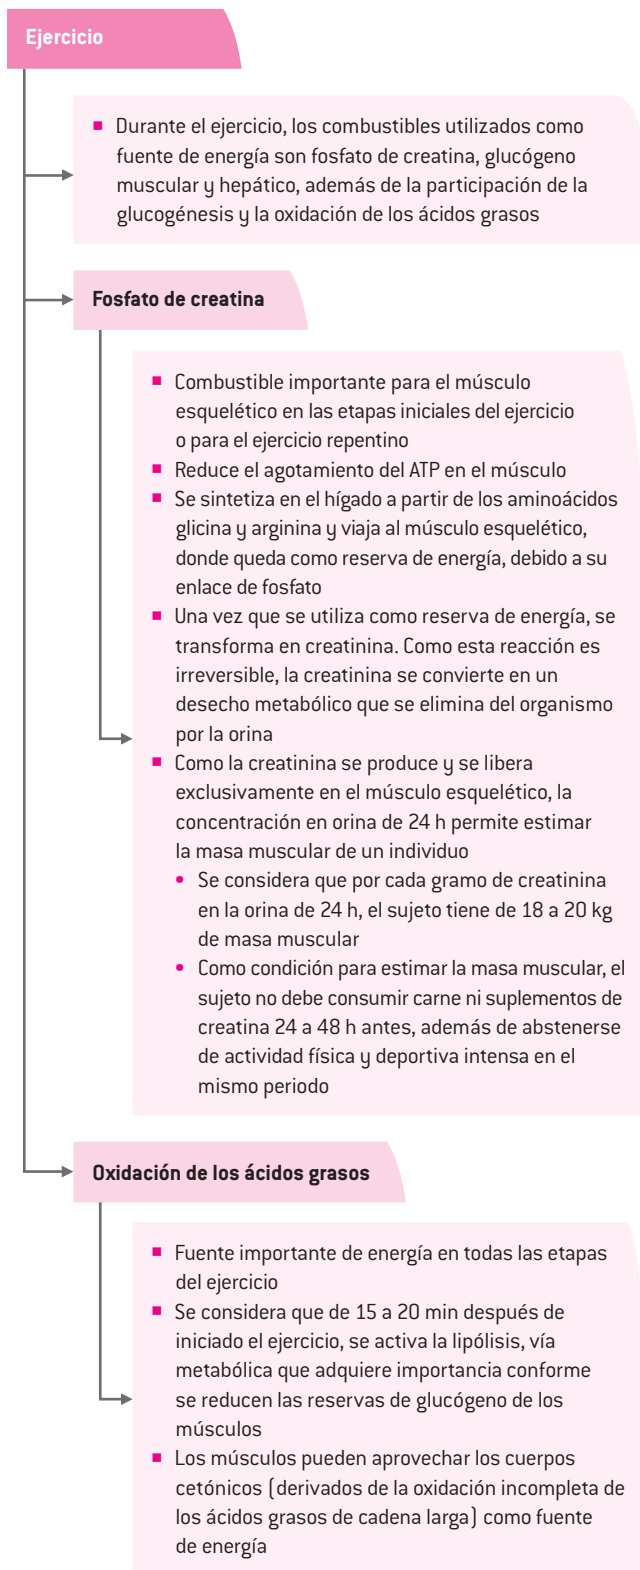 Ejercicio
■ Durante el ejercicio, los combustibles utilizados como
fuente de energía son fosfato de creatina, glucógeno
muscular y hepático, además de la participación de la
glucogénesis y la oxidación de los ácidos grasos
Fosfato de creatina
■ Combustible importante para el músculo
esquelético en las etapas iniciales del ejercicio
o para el ejercicio repentino
■ Reduce el agotamiento del ATP en el músculo
■ Se sintetiza en el hígado a partir de los aminoácidos
glicina y arginina y viaja al músculo esquelético,
donde queda como reserva de energía, debido a su
enlace de fosfato
■ Una vez que se utiliza como reserva de energía, se
transforma en creatinina. Como esta reacción es
irreversible, la creatinina se convierte en un
desecho metabólico que se elimina del organismo
por la orina
■ Como la creatinina se produce y se libera
exclusivamente en el músculo esquelético, la
concentración en orina de 24 h permite estimar
la masa muscular de un individuo
• Se considera que por cada gramo de creatinina
en la orina de 24 h, el sujeto tiene de 18 a 20 kg
de masa muscular
• Como condición para estimar la masa muscular, el
sujeto no debe consumir carne ni suplementos de
creatina 24 a 48 h antes, además de abstenerse
de actividad física y deportiva intensa en el
mismo periodo
Oxidación de los ácidos grasos
■ Fuente importante de energía en todas las etapas
del ejercicio
■ Se considera que de 15 a 20 min después de
iniciado el ejercicio, se activa la lipólisis, vía
metabólica que adquiere importancia conforme
se reducen las reservas de glucógeno de los
músculos
■ Los músculos pueden aprovechar los cuerpos
cetónicos (derivados de la oxidación incompleta de
los ácidos grasos de cadena larga) como fuente
de energía